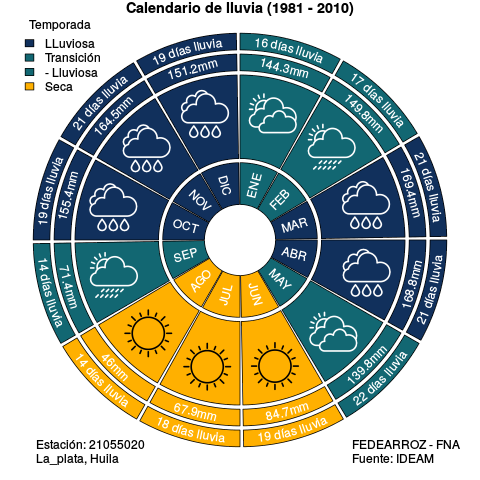 Calendario de lluvia (1981 - 2010)
Temporada
LLuviosa
Transición
- Lluviosa
Seca
16 días lluvia
144.3mm
ENE
17 días lluvia
149.8mm
FEB
21 días lluvia
169.4mm
MAR
21 días lluvia
168.8mm
ABR
22 días lluvia
139.8mm
MAY
19 días lluvia
84.7mm
JUN
18 días lluvia
67.9mm
JUL
14 días lluvia
46mm
AGO
14 días lluvia
71.4mm
SEP
19 días lluvia
155.4mm
OCT
21 días lluvia
164.5mm
NOV
19 días lluvia
151.2mm
DIC
Estación: 21055020
La_plata, Huila
FEDEARROZ - FNA
Fuente: IDEAM